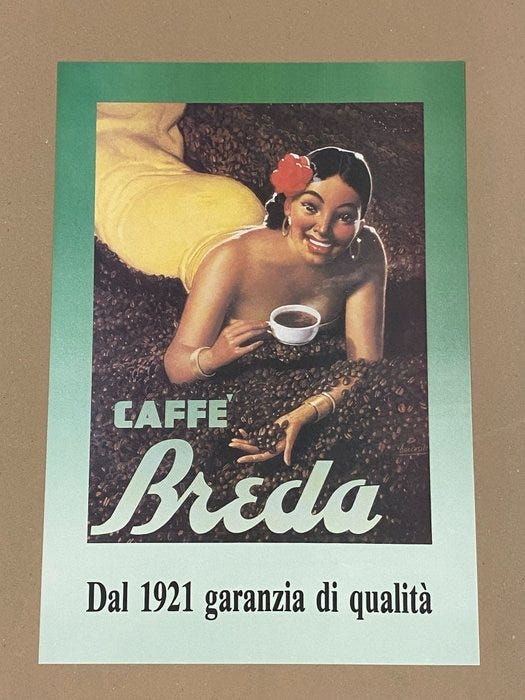 CAFFE'
Breda
Dal 1921 garanzia di qualità